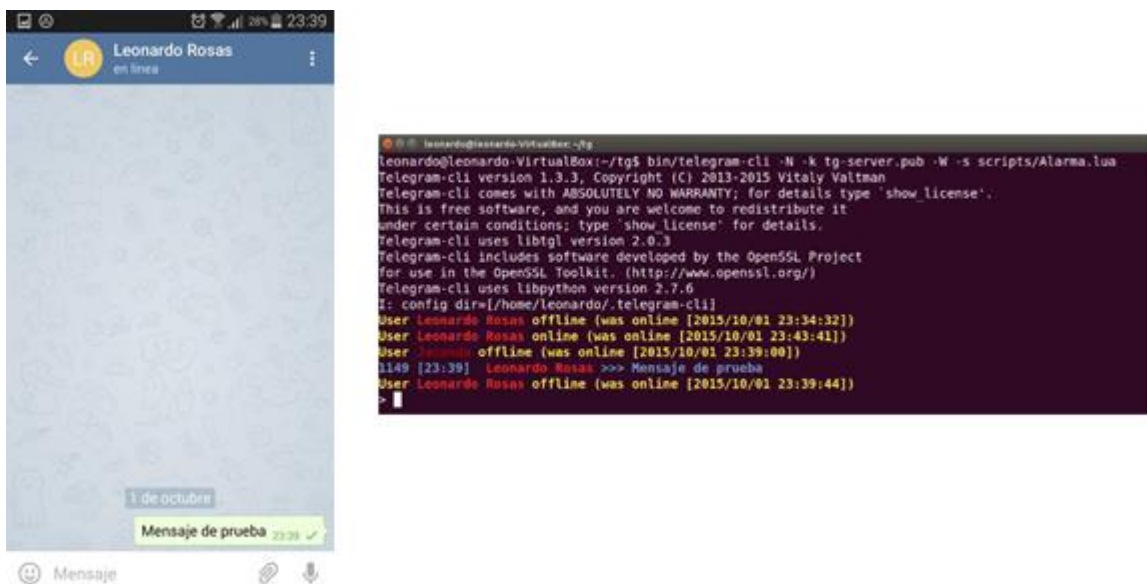 28% 23:39
LR
Leonardo Rosas
en línea
1 de octubre
Mensaje de prueba 23:39
Mensaje
leonardo@leonardo-VirtualBox: ~/tg
leonardo@leonardo-VirtualBox:~/tg$ bin/telegram-cli -N -k tg-server.pub -W -s scripts/Alarma.lua
Telegram-cli version 1.3.3, Copyright (C) 2013-2015 Vitaly Valtman
Telegram-cli comes with ABSOLUTELY NO WARRANTY; for details type `show_license'.
This is free software, and you are welcome to redistribute it
under certain conditions; type `show_license' for details.
Telegram-cli uses libtgl version 2.0.3
Telegram-cli includes software developed by the OpenSSL Project
for use in the OpenSSL Toolkit. (http://www.openssl.org/)
Telegram-cli uses libpython version 2.7.6
I: config dir=[/home/leonardo/.telegram-cli]
User Leonardo Rosas offline (was online [2015/10/01 23:34:32])
User Leonardo Rosas online (was online [2015/10/01 23:43:41])
User offline (was online [2015/10/01 23:39:00])
1149 [23:39] Leonardo Rosas >>> Mensaje de prueba
User Leonardo Rosas offline (was online [2015/10/01 23:39:44])
>